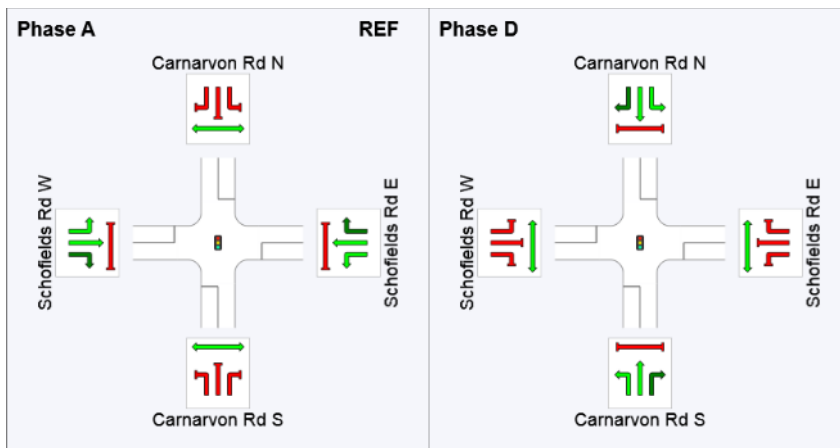 Phase A
REF
Carnarvon Rd N
Schofields Rd W
Schofields Rd E
Carnarvon Rd S
Phase D
Carnarvon Rd N
Schofields Rd W
Schofields Rd E
Carnarvon Rd S